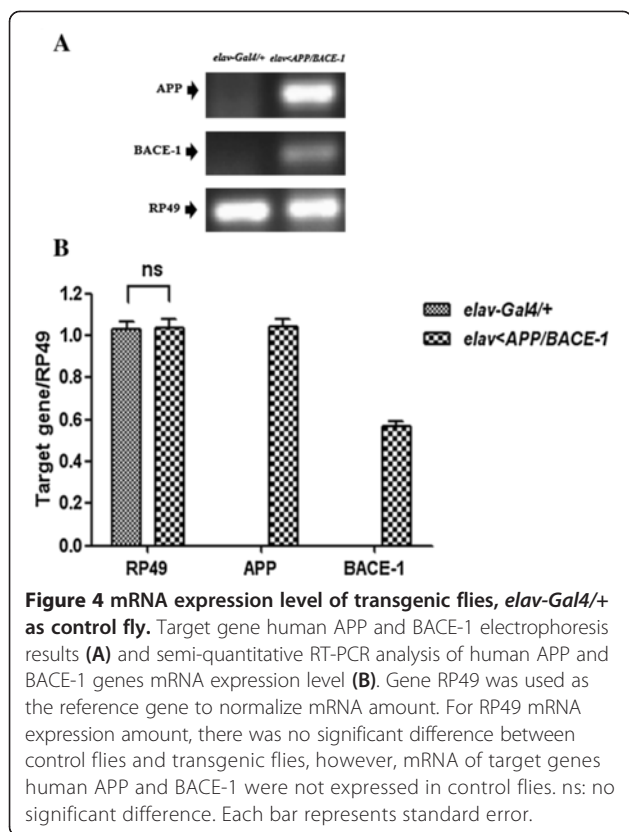 A
elav-Gal4/+ elav<APP/BACE-1
APP
BACE-1
RP49
B
ns
1.2
1.0
0.8
0.6
0.4
0.2
0.0
Target gene/RP49
elav-Gal4/+
elav<APP/BACE-1
RP49 APP BACE-1
Figure 4 mRNA expression level of transgenic flies, elav-Gal4/+
as control fly. Target gene human APP and BACE-1 electrophoresis
results (A) and semi-quantitative RT-PCR analysis of human APP and
BACE-1 genes mRNA expression level (B). Gene RP49 was used as
the reference gene to normalize mRNA amount. For RP49 mRNA
expression amount, there was no significant difference between
control flies and transgenic flies, however, mRNA of target genes
human APP and BACE-1 were not expressed in control flies. ns: no
significant difference. Each bar represents standard error.